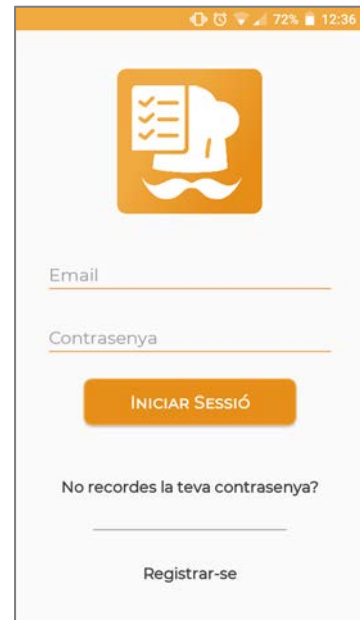 72% 12:36
Email
Contrasenya
INICIAR SESSIÓ
No recordes la teva contrasenya?
Registrar-se